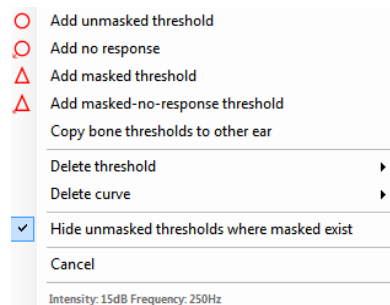 Add unmasked threshold
Add no response
Add masked threshold
Add masked-no-response threshold
Copy bone thresholds to other ear
Delete threshold
Delete curve
Hide unmasked thresholds where masked exist
Cancel
Intensity: 15dB Frequency: 250Hz